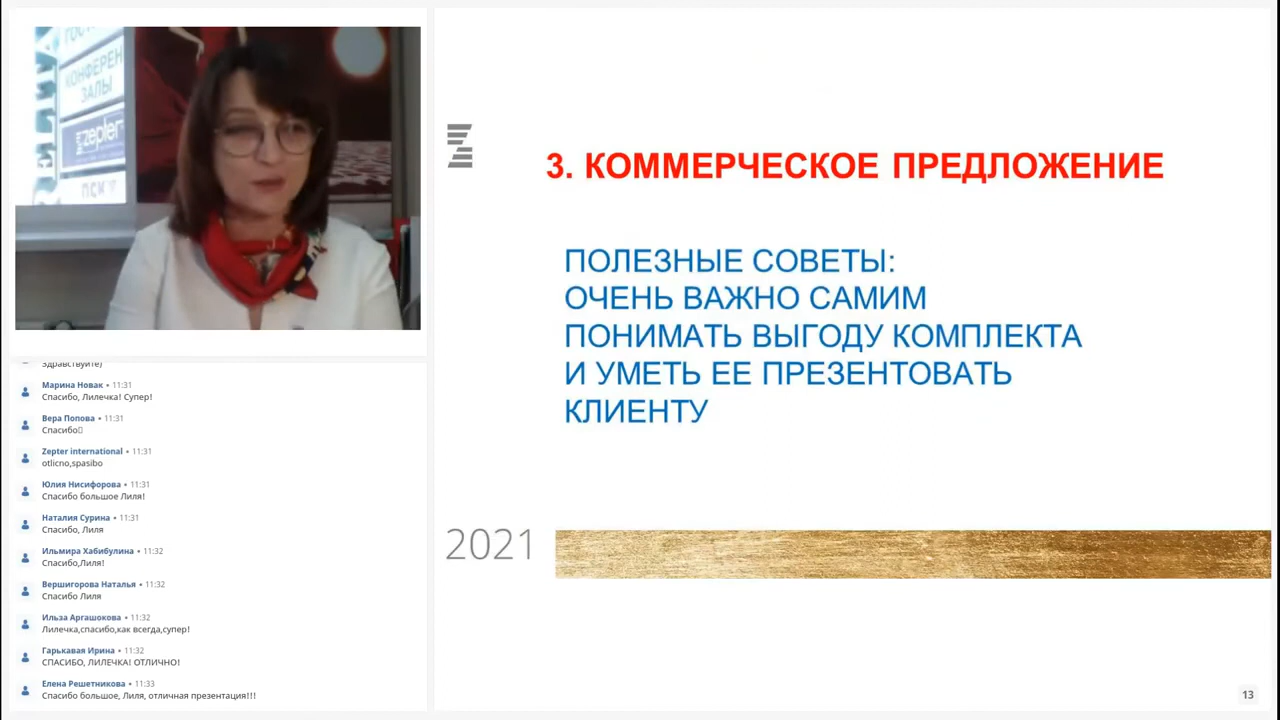 КОНФЕРЕН
ЗАЛЫ
zepter
ПСК
3. КОММЕРЧЕСКОЕ ПРЕДЛОЖЕНИЕ
ПОЛЕЗНЫЕ СОВЕТЫ:
ОЧЕНЬ ВАЖНО САМИМ
ПОНИМАТЬ ВЫГОДУ КОМПЛЕКТА
И УМЕТЬ ЕЕ ПРЕЗЕНТОВАТЬ
КЛИЕНТУ
2021
13
Здравствуйте)
Марина Новак • 11:31
Спасибо, Лилечка! Супер!
Вера Попова • 11:31
Спасибо
Zepter international • 11:31
otlicno,spasibo
Юлия Нисифорова • 11:31
Спасибо большое Лиля!
Наталия Сурина • 11:31
Спасибо, Лиля
Ильмира Хабибулина • 11:32
Спасибо,Лиля!
Вершигорова Наталья • 11:32
Спасибо Лиля
Ильза Аргашокова • 11:32
Лилечка,спасибо,как всегда,супер!
Гарькавая Ирина • 11:32
СПАСИБО, ЛИЛЕЧКА! ОТЛИЧНО!
Елена Решетникова • 11:33
Спасибо большое, Лиля, отличная презентация!!!